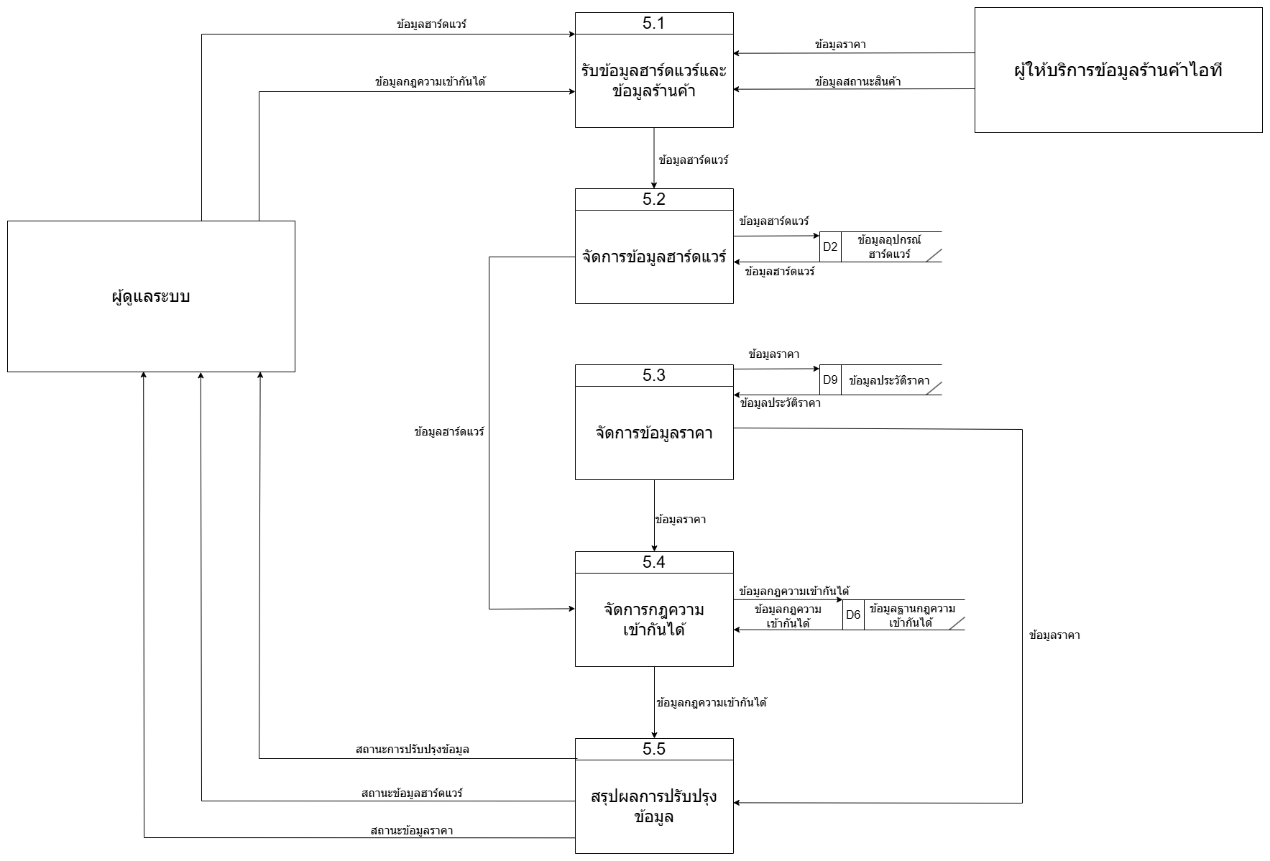 ข้อมูลฮาร์ดแวร์
5.1
ข้อมูลราคา
รับข้อมูลฮาร์ดแวร์และ
ข้อมูลร้านค้า
ผู้ให้บริการข้อมูลร้านค้าไอที
ข้อมูลกฎความเข้ากันได้
ข้อมูลสถานะสินค้า
ข้อมูลฮาร์ดแวร์
5.2
จัดการข้อมูลฮาร์ดแวร์
ข้อมูลฮาร์ดแวร์
D2
ข้อมูลอุปกรณ์
ฮาร์ดแวร์
ข้อมูลฮาร์ดแวร์
ผู้ดูแลระบบ
5.3
จัดการข้อมูลราคา
ข้อมูลราคา
D9
ข้อมูลประวัติราคา
ข้อมูลประวัติราคา
ข้อมูลฮาร์ดแวร์
ข้อมูลราคา
5.4
จัดการกฎความ
เข้ากันได้
ข้อมูลกฎความเข้ากันได้
ข้อมูลกฎความ
เข้ากันได้
D6
ข้อมูลฐานกฎความ
เข้ากันได้
ข้อมูลราคา
ข้อมูลกฎความเข้ากันได้
5.5
สรุปผลการปรับปรุง
ข้อมูล
สถานะการปรับปรุงข้อมูล
สถานะข้อมูลฮาร์ดแวร์
สถานะข้อมูลราคา